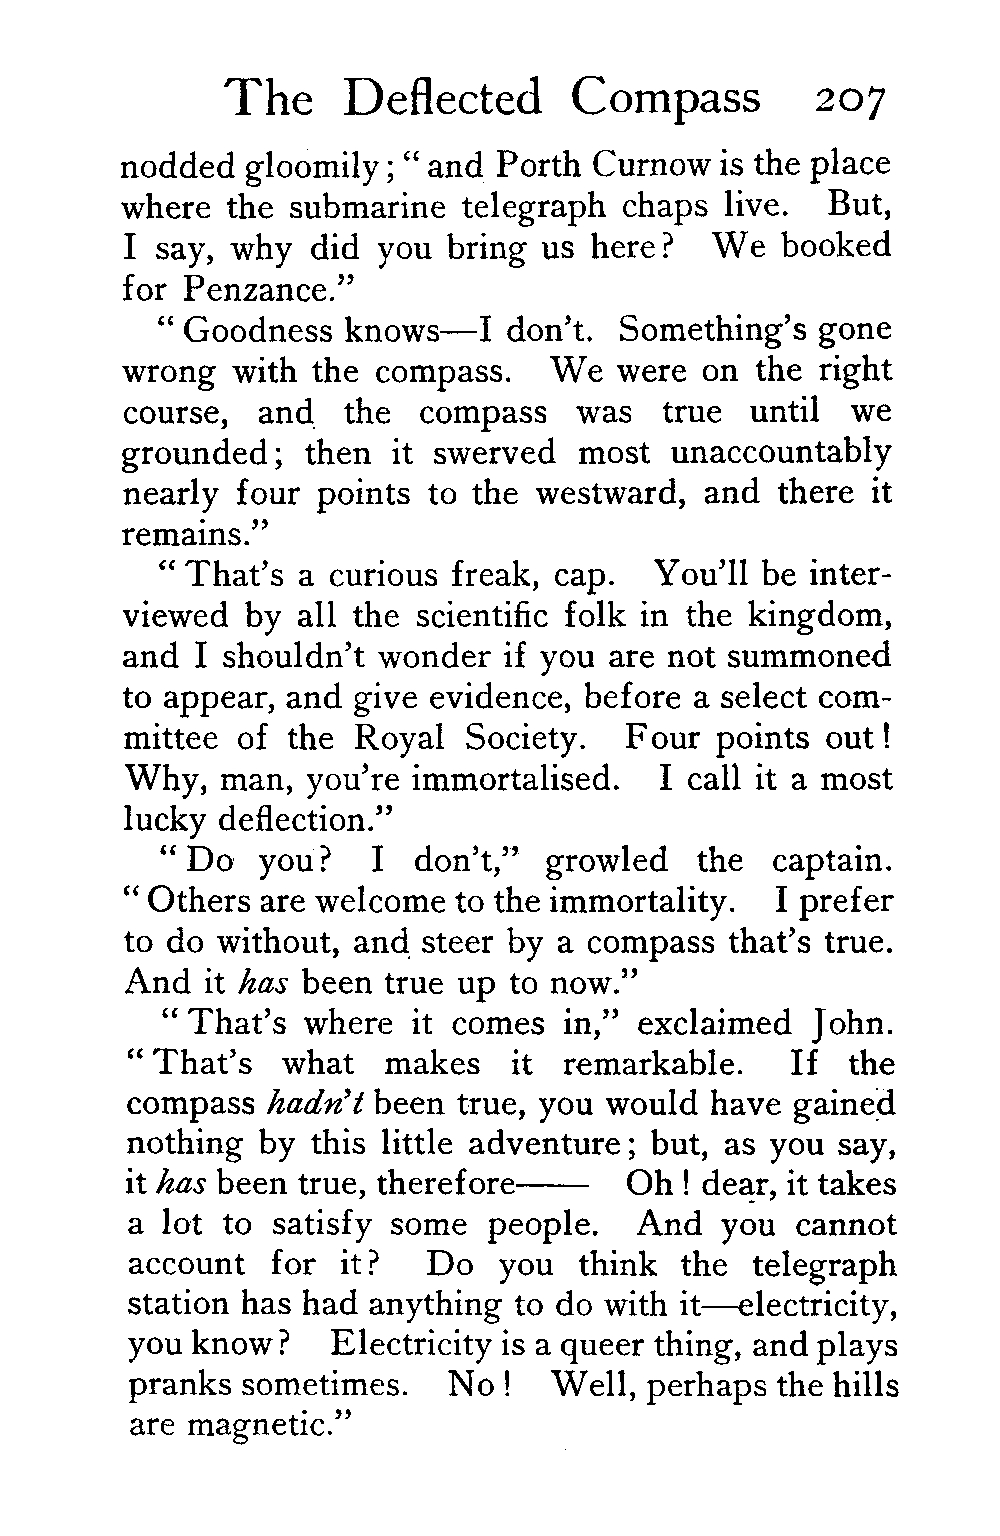 The Deflected Compass 207
nodded gloomily; “ and Porth Curnow is the place
where the submarine telegraph chaps live. But,
I say, why did you bring us here? We booked
for Penzance.”
“ Goodness knows—I don’t. Something’s gone
wrong with the compass. We were on the right
course, and the compass was true until we
grounded; then it swerved most unaccountably
nearly four points to the westward, and there it
remains.”
“ That’s a curious freak, cap. You’ll be inter-
viewed by all the scientific folk in the kingdom,
and I shouldn’t wonder if you are not summoned
to appear, and give evidence, before a select com-
mittee of the Royal Society. Four points out!
Why, man, you’re immortalised. I call it a most
lucky deflection.”
“ Do you? I don’t,” growled the captain.
“ Others are welcome to the immortality. I prefer
to do without, and steer by a compass that’s true.
And it has been true up to now.”
“ That’s where it comes in,” exclaimed John.
“ That’s what makes it remarkable. If the
compass hadn’t been true, you would have gained
nothing by this little adventure; but, as you say,
it has been true, therefore—— Oh! dear, it takes
a lot to satisfy some people. And you cannot
account for it? Do you think the telegraph
station has had anything to do with it—electricity,
you know? Electricity is a queer thing, and plays
pranks sometimes. No! Well, perhaps the hills
are magnetic.”